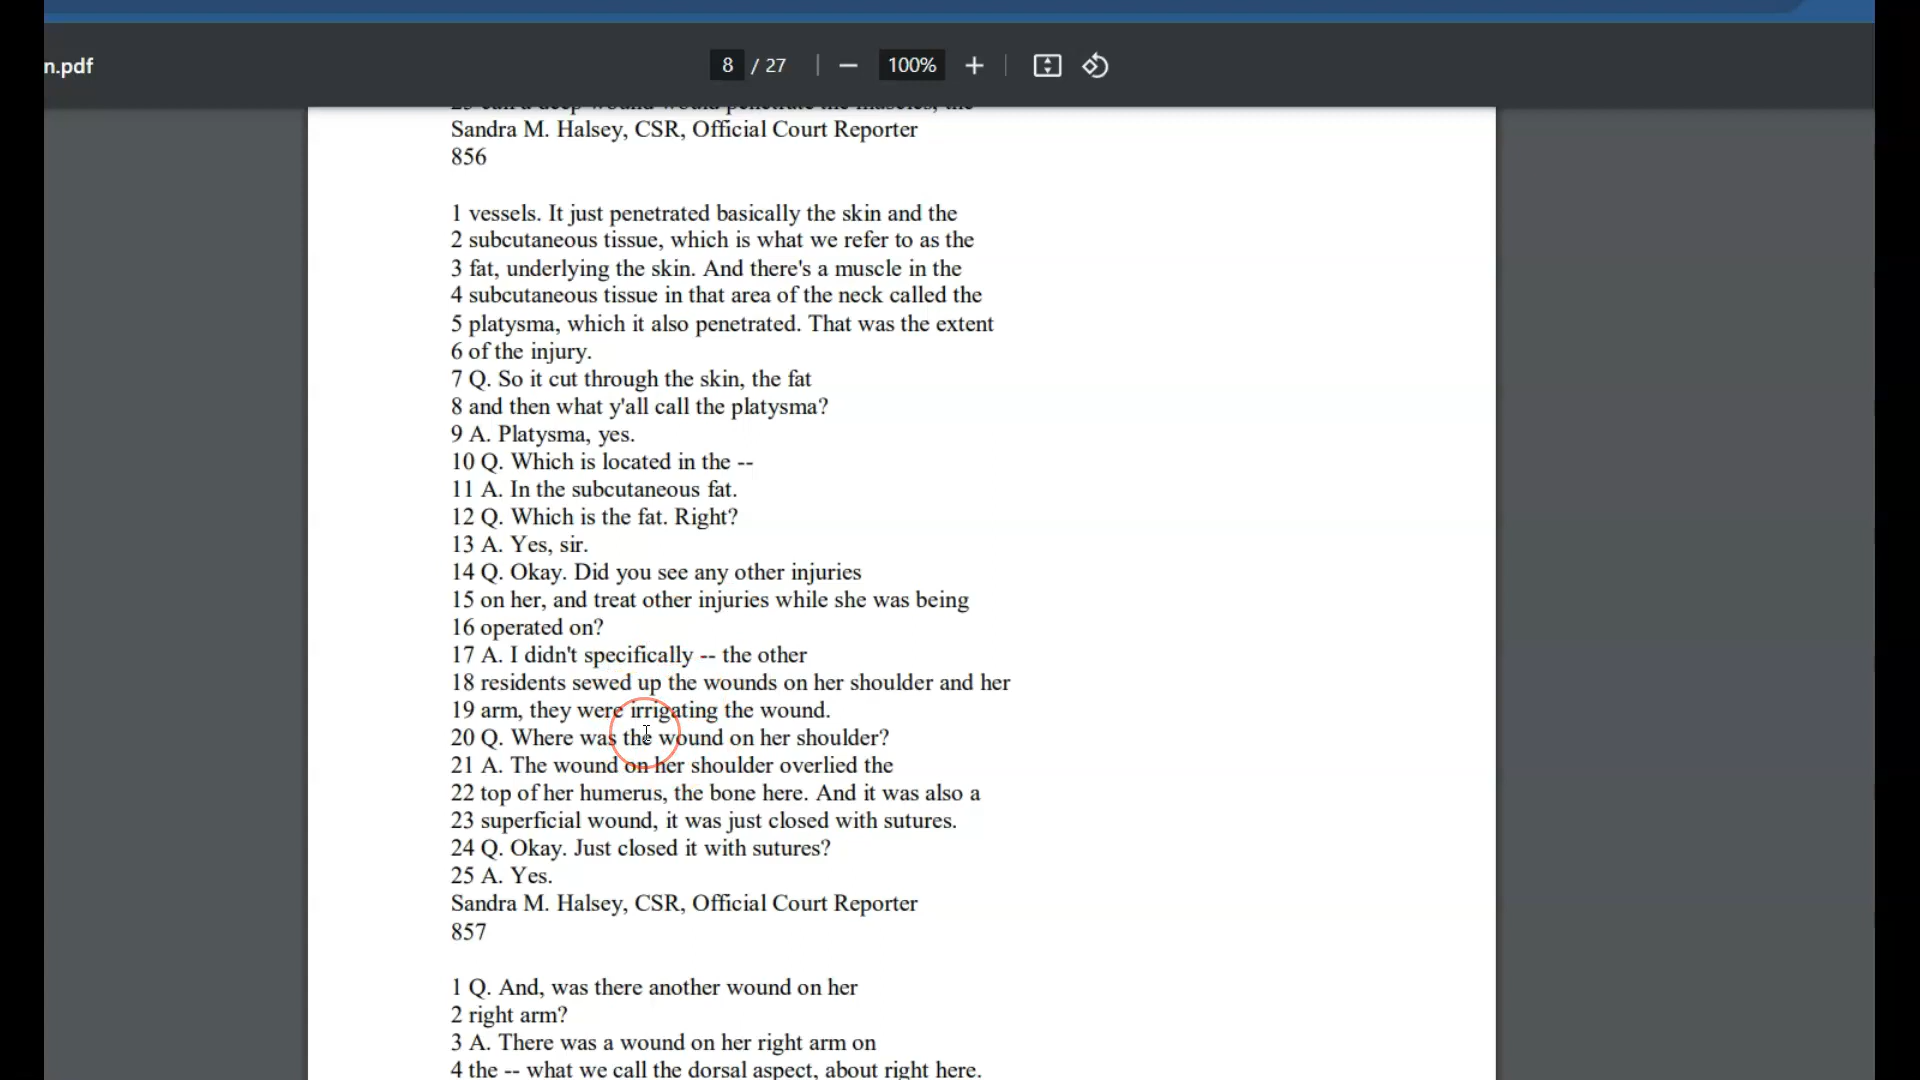 n.pdf
8 / 27
100%
Sandra M. Halsey, CSR, Official Court Reporter
856
1 vessels. It just penetrated basically the skin and the
2 subcutaneous tissue, which is what we refer to as the
3 fat, underlying the skin. And there's a muscle in the
4 subcutaneous tissue in that area of the neck called the
5 platysma, which it also penetrated. That was the extent
6 of the injury.
7 Q. So it cut through the skin, the fat
8 and then what y'all call the platysma?
9 A. Platysma, yes.
10 Q. Which is located in the --
11 A. In the subcutaneous fat.
12 Q. Which is the fat. Right?
13 A. Yes, sir.
14 Q. Okay. Did you see any other injuries
15 on her, and treat other injuries while she was being
16 operated on?
17 A. I didn't specifically -- the other
18 residents sewed up the wounds on her shoulder and her
19 arm, they were irrigating the wound.
20 Q. Where was the wound on her shoulder?
21 A. The wound on her shoulder overlied the
22 top of her humerus, the bone here. And it was also a
23 superficial wound, it was just closed with sutures.
24 Q. Okay. Just closed it with sutures?
25 A. Yes.
Sandra M. Halsey, CSR, Official Court Reporter
857
1 Q. And, was there another wound on her
2 right arm?
3 A. There was a wound on her right arm on
4 the -- what we call the dorsal aspect, about right here.